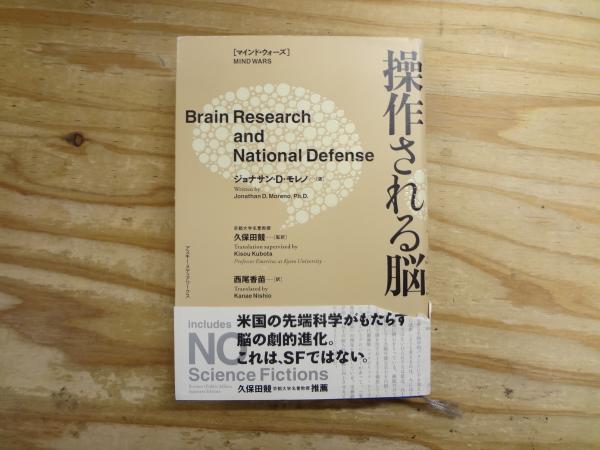 [マインド・ウォーズ]
MIND WARS
操作される脳
Brain Research
and
National Defense
ジョナサン・D・モレノ—[著]
Written by
Jonathan D. Moreno, Ph.D.
京都大学名誉教授
久保田競—[監訳]
Translation supervised by
Kisou Kubota
Professor Emeritus at Kyoto University
西尾香苗—[訳]
Translated by
Kanae Nishio
アスキー・メディアワークス
includes
NO
Science Fictions
米国の先端科学がもたらす
脳の劇的進化。
これは、SFではない。
久保田競 京都大学名誉教授 推薦